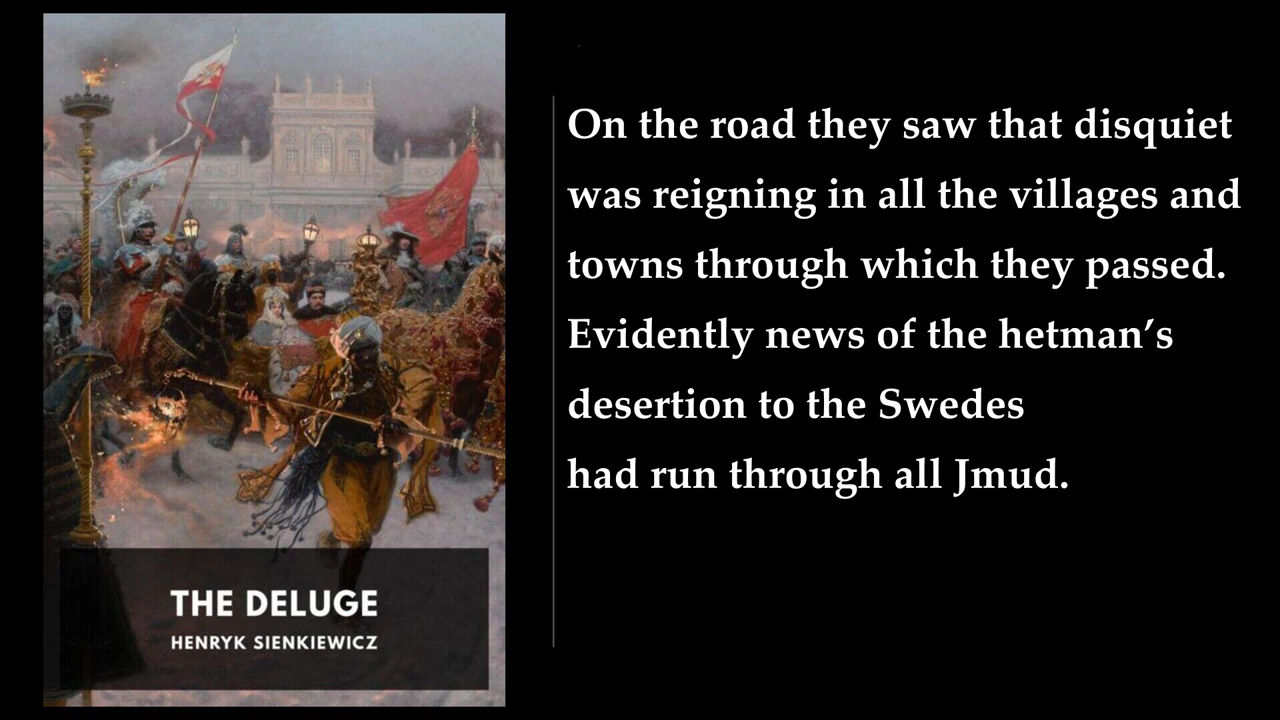 On the road they saw that disquiet
was reigning in all the villages and
towns through which they passed.
Evidently news of the hetman’s
desertion to the Swedes
had run through all Jmud.
THE DELUGE
HENRYK SIENKIEWICZ